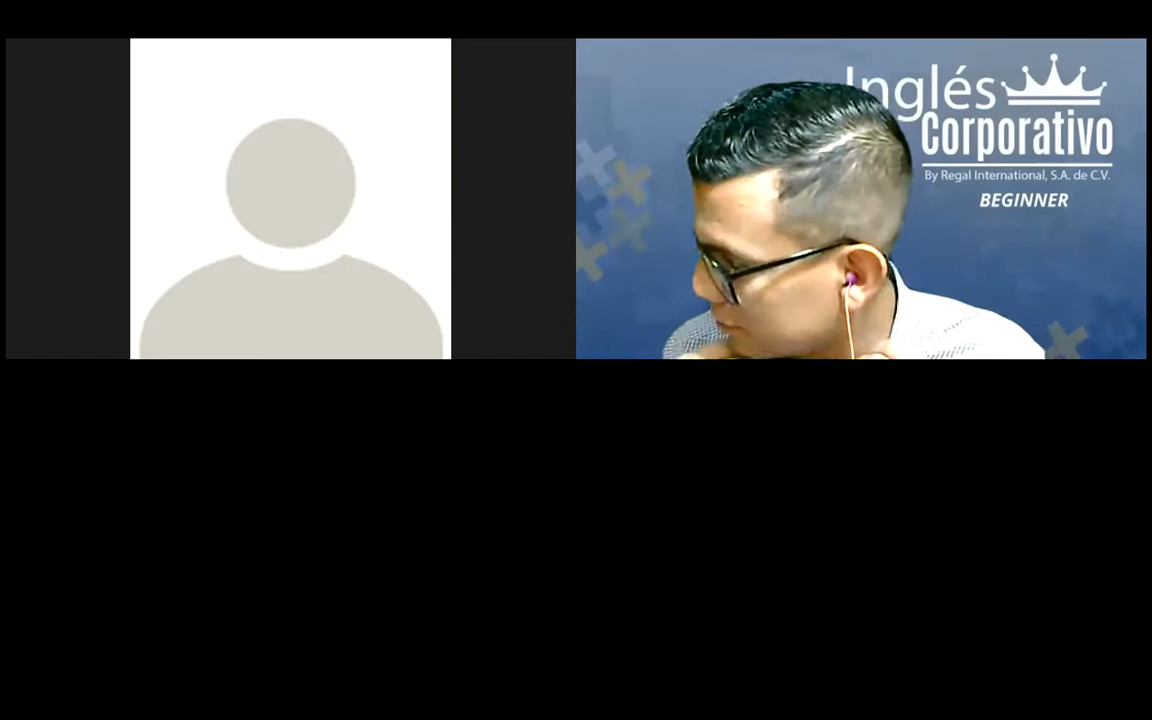 Inglés
Corporativo
By Regal International, S.A. de C.V.
BEGINNER